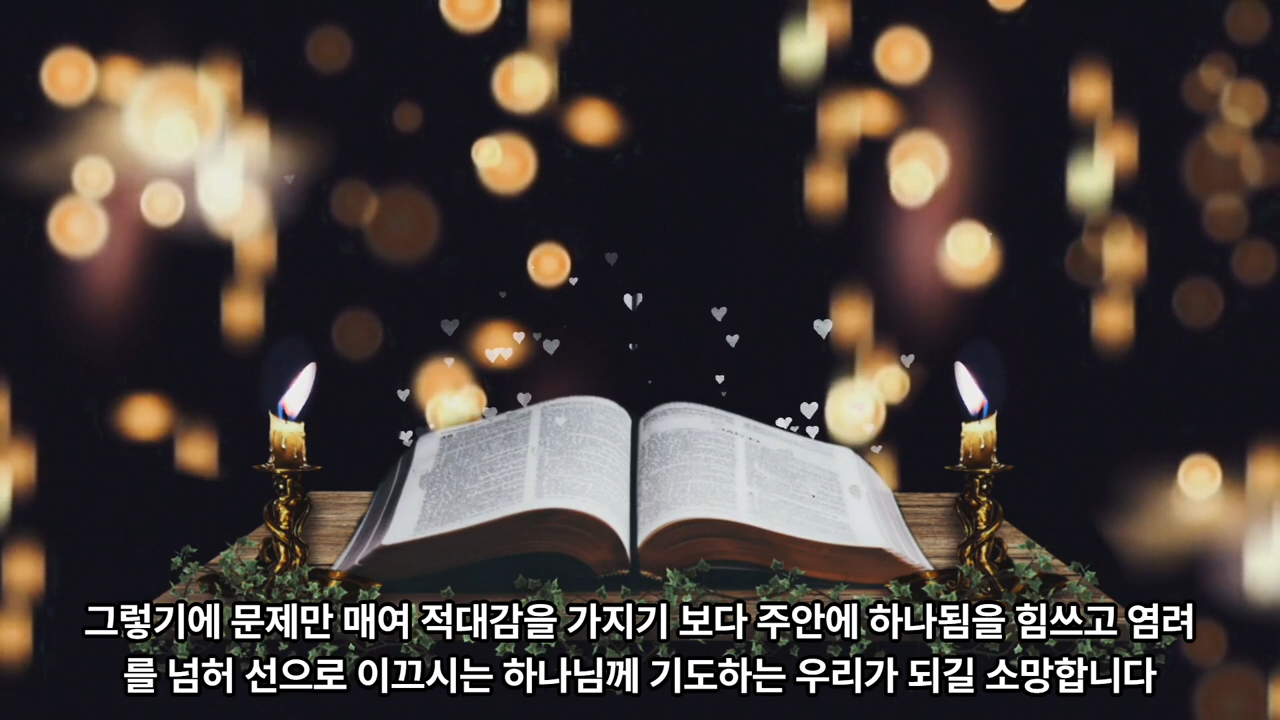 그렇기에 문제만 매여 적대감을 가지기 보다 주안에 하나됨을 힘쓰고 염려
를 넘허 선으로 이끄시는 하나님께 기도하는 우리가 되길 소망합니다